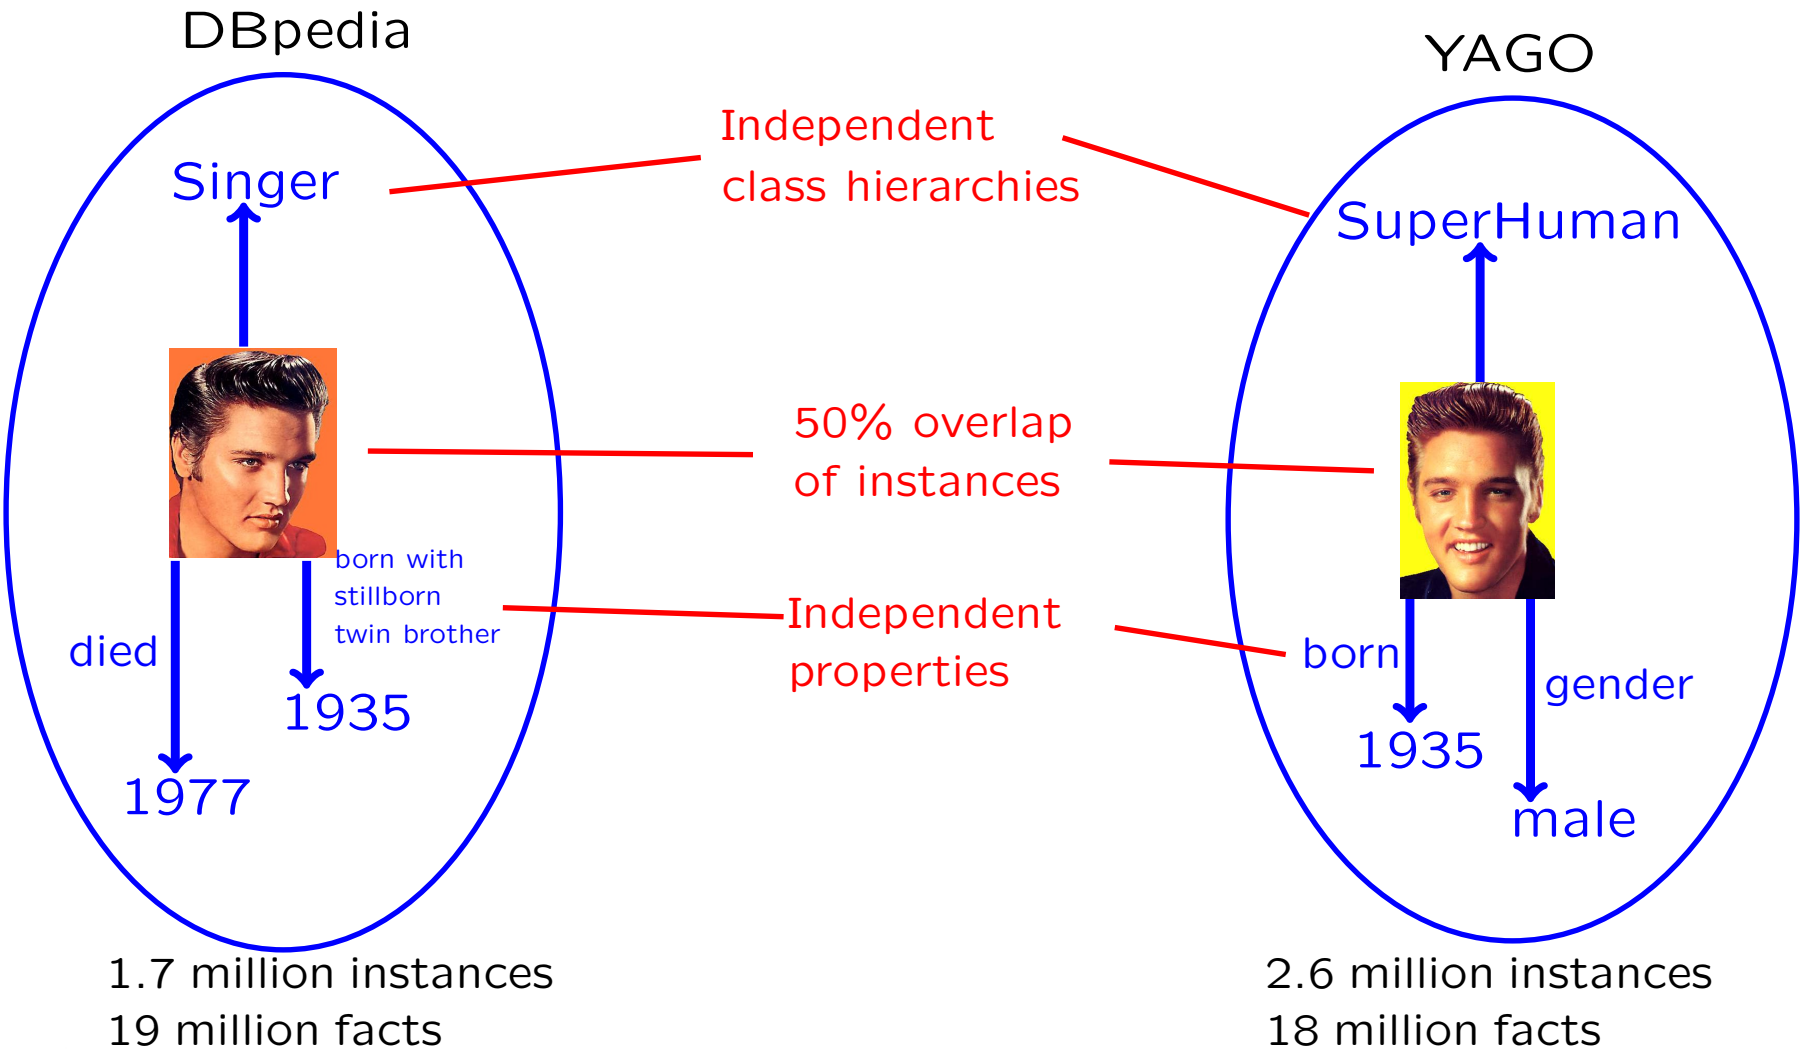 DBpedia
YAGO
Singer
Independent
class hierarchies
SuperHuman
50% overlap
of instances
born with
stillborn
twin brother
died
1935
1977
Independent
properties
born
gender
1935
male
1.7 million instances
19 million facts
2.6 million instances
18 million facts